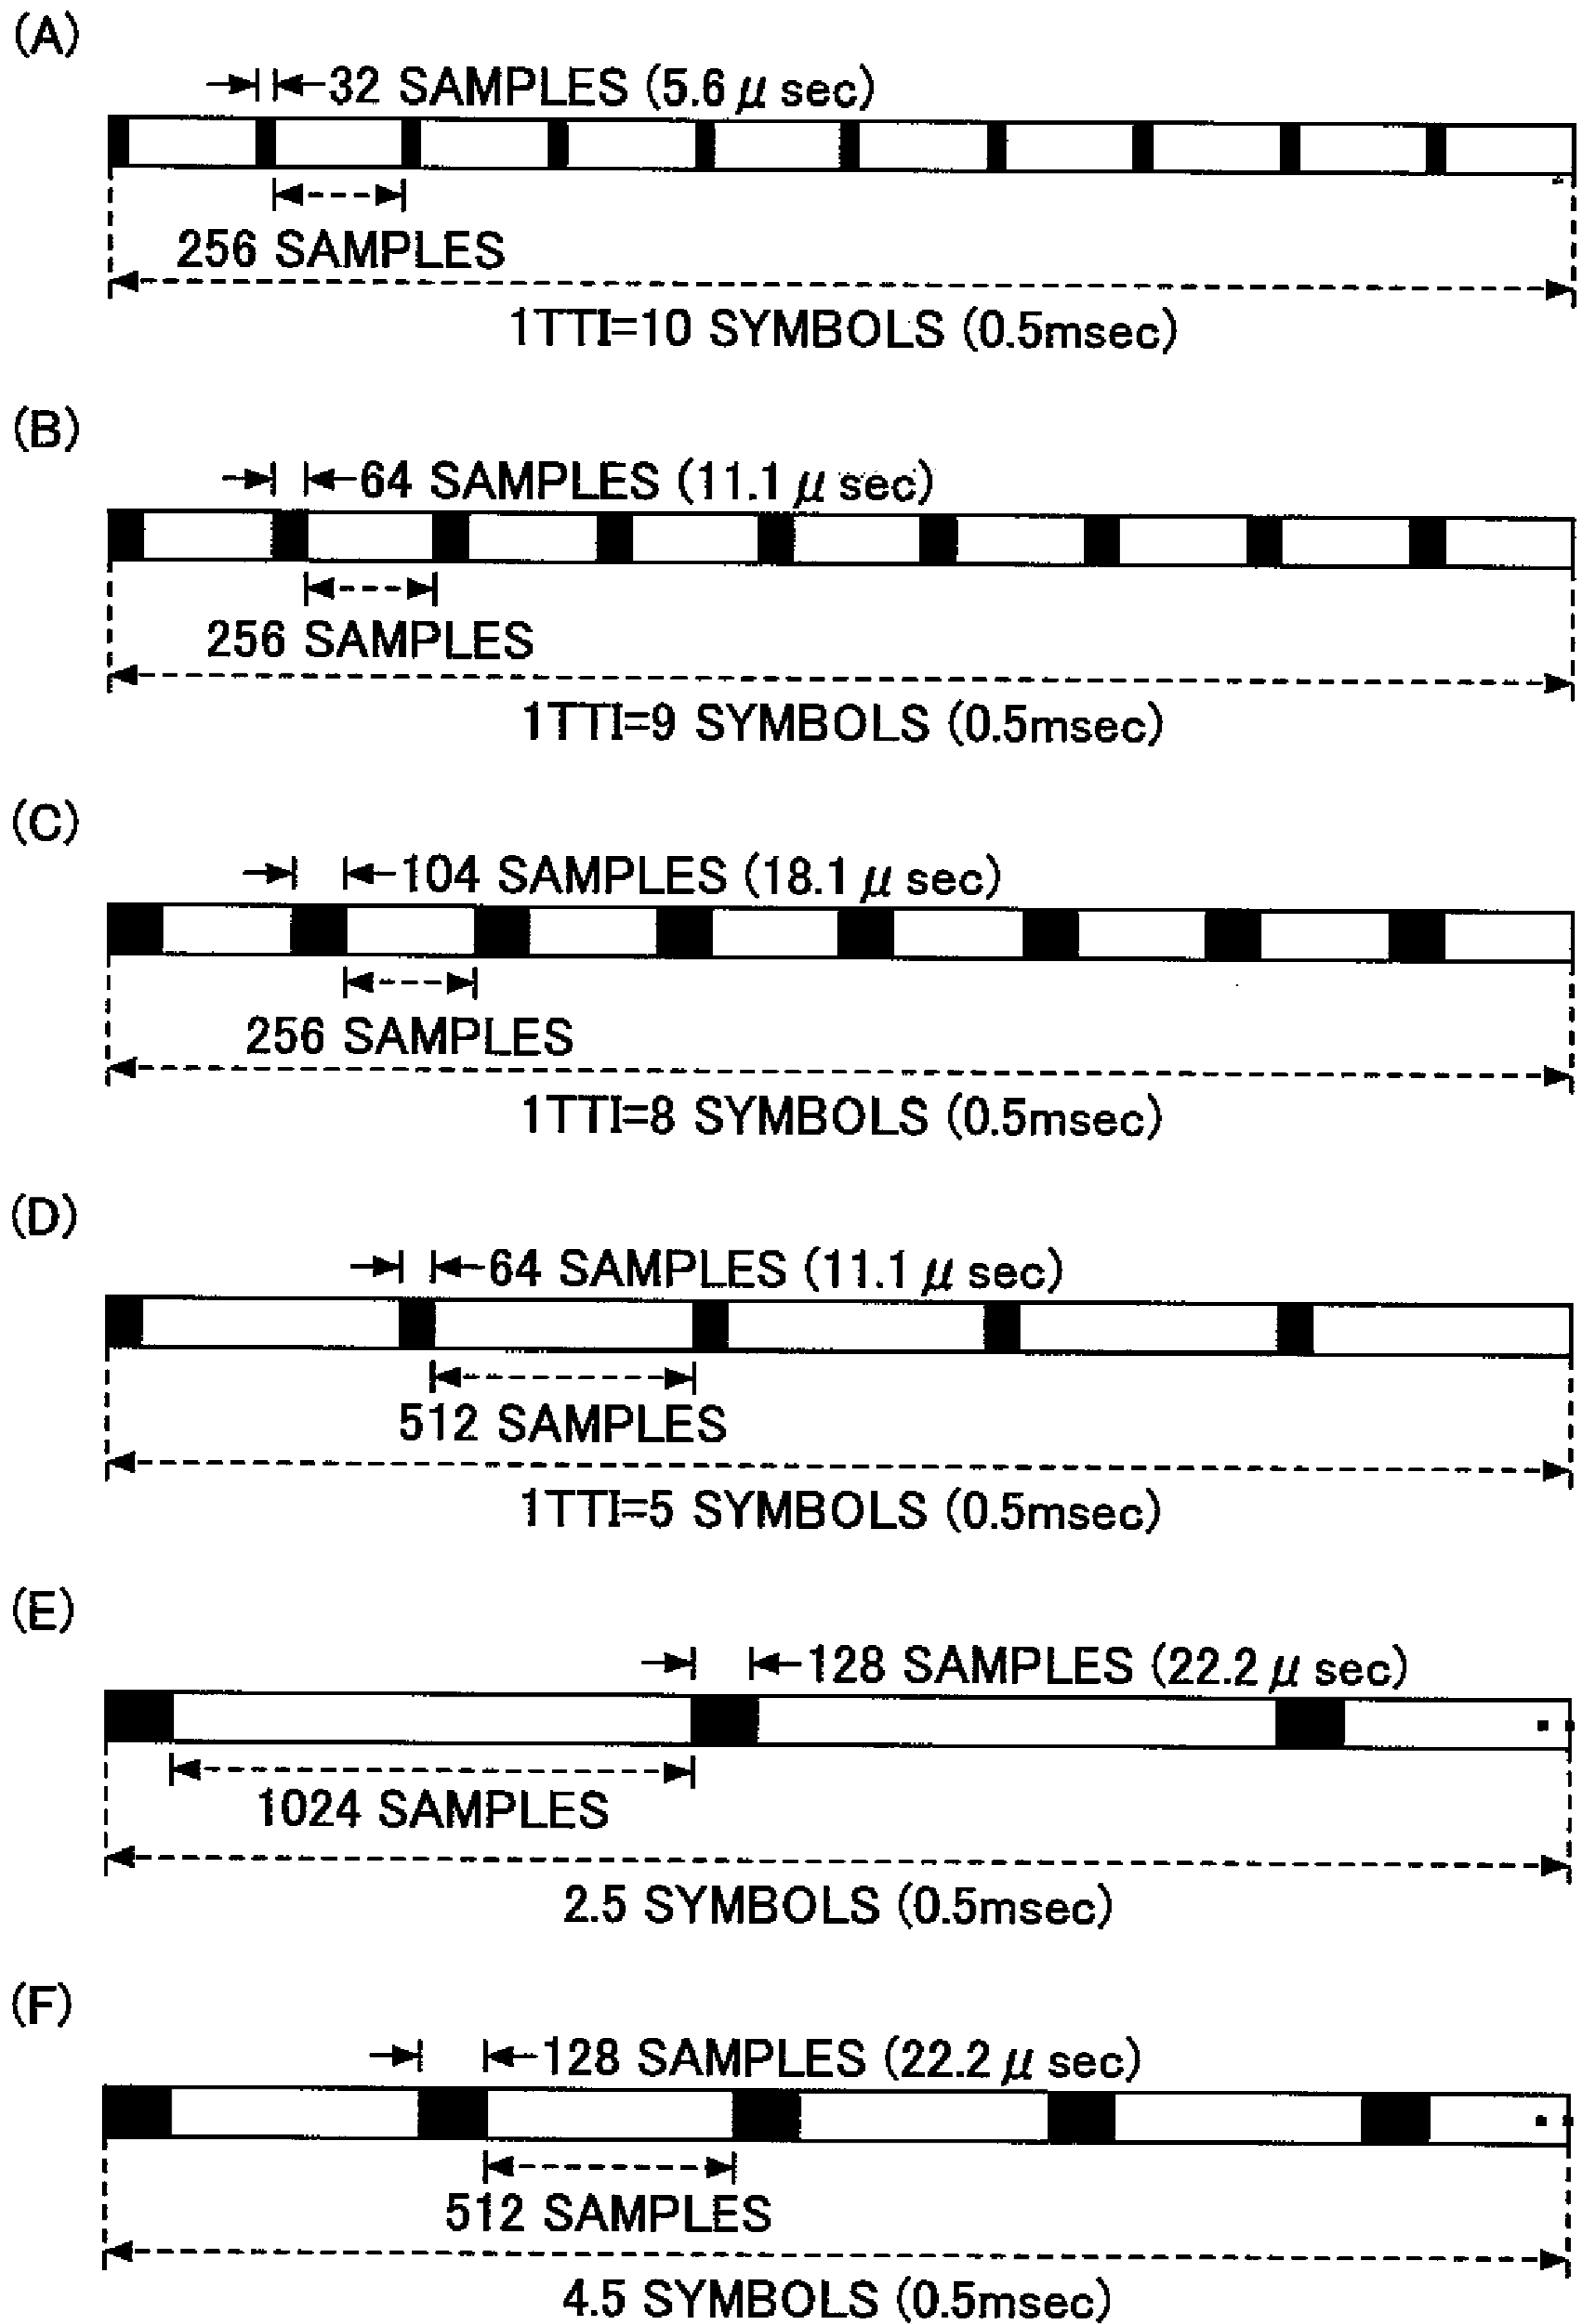 (A)
32 SAMPLES (5.6 μ sec)
256 SAMPLES
1TTI=10 SYMBOLS (0.5msec)
(B)
64 SAMPLES (11.1 μ sec)
256 SAMPLES
1TTI=9 SYMBOLS (0.5msec)
(C)
104 SAMPLES (18.1 μ sec)
256 SAMPLES
1TTI=8 SYMBOLS (0.5msec)
(D)
64 SAMPLES (11.1 μ sec)
512 SAMPLES
1TTI=5 SYMBOLS (0.5msec)
(E)
128 SAMPLES (22.2 μ sec)
1024 SAMPLES
2.5 SYMBOLS (0.5msec)
(F)
128 SAMPLES (22.2 μ sec)
512 SAMPLES
4.5 SYMBOLS (0.5msec)